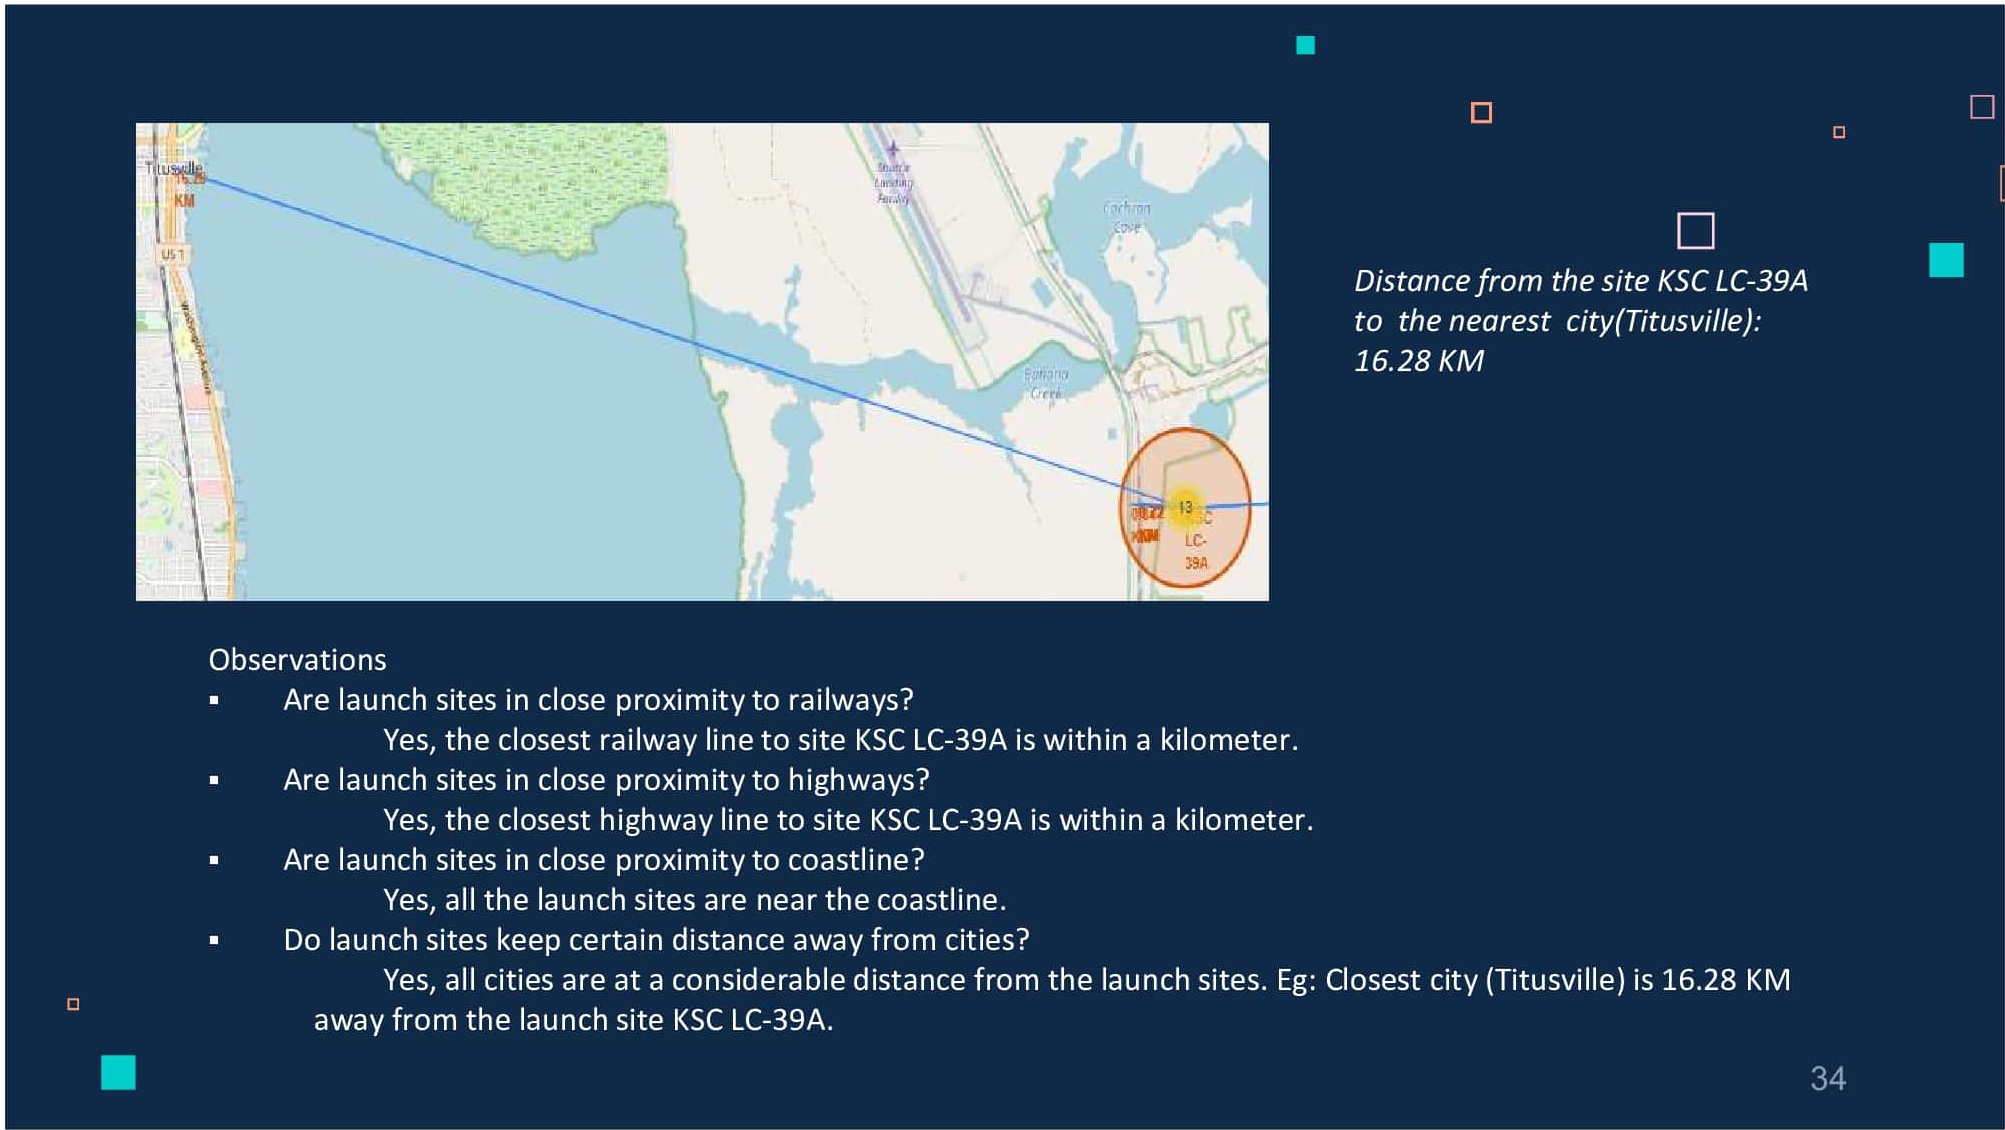 Titusville
KM
US 1
Washington Avenue
Shuttle
Landing
Facility
Cochran
Cove
Banana
Creek
13
KSC
LC-
39A
Distance from the site KSC LC-39A
to the nearest city(Titusville):
16.28 KM
Observations
▪ Are launch sites in close proximity to railways?
Yes, the closest railway line to site KSC LC-39A is within a kilometer.
▪ Are launch sites in close proximity to highways?
Yes, the closest highway line to site KSC LC-39A is within a kilometer.
▪ Are launch sites in close proximity to coastline?
Yes, all the launch sites are near the coastline.
▪ Do launch sites keep certain distance away from cities?
Yes, all cities are at a considerable distance from the launch sites. Eg: Closest city (Titusville) is 16.28 KM
away from the launch site KSC LC-39A.
34